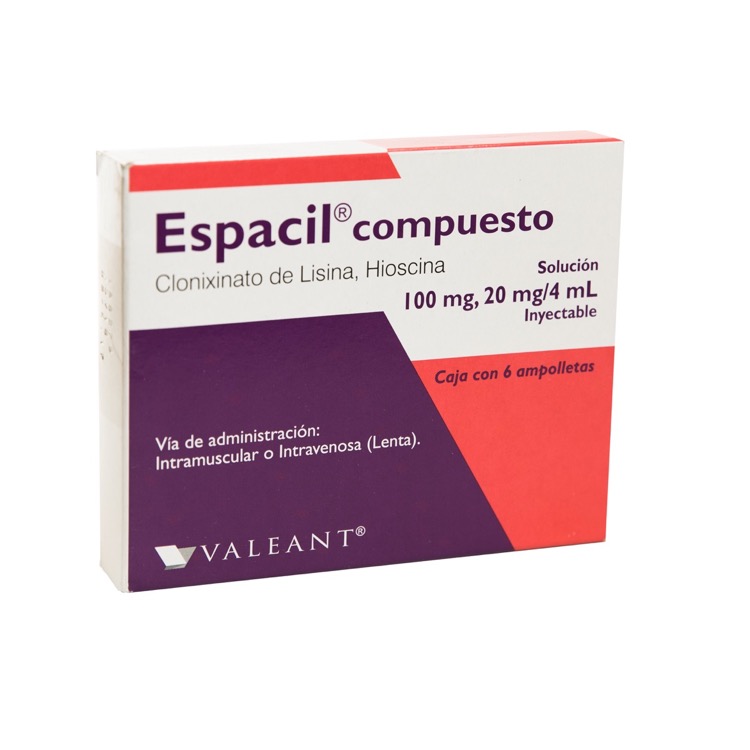 Espacil® compuesto
Clonixinato de Lisina, Hioscina
Solución
100 mg, 20 mg/4 mL
Inyectable
Caja con 6 ampolletas
Vía de administración:
Intramuscular o Intravenosa (Lenta).
VALEANT®